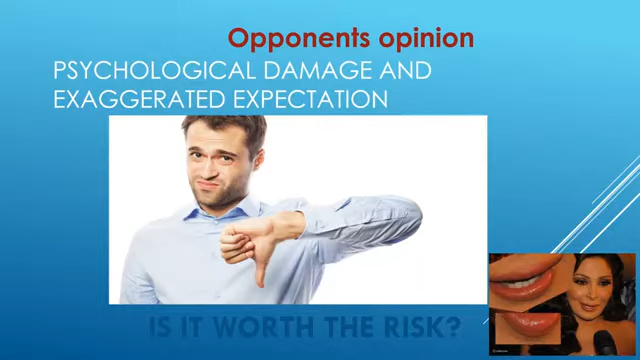 Opponents opinion
PSYCHOLOGICAL DAMAGE AND
EXAGGERATED EXPECTATION
IS IT WORTH THE RISK?